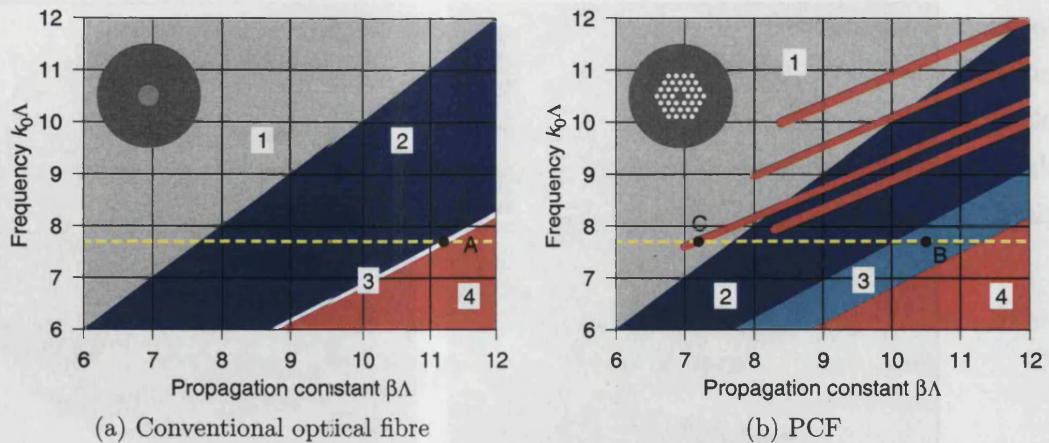 12
11
10
9
8
7
6
Frequency k₀Λ
1
2
3
4
A
6 7 8 9 10 11 12
Propagation constant βΛ
(a) Conventional optical fibre
12
11
10
9
8
7
6
Frequency k₀Λ
1
C
2
3
B
4
6 7 8 9 10 11 12
Propagation constant βΛ
(b) PCF